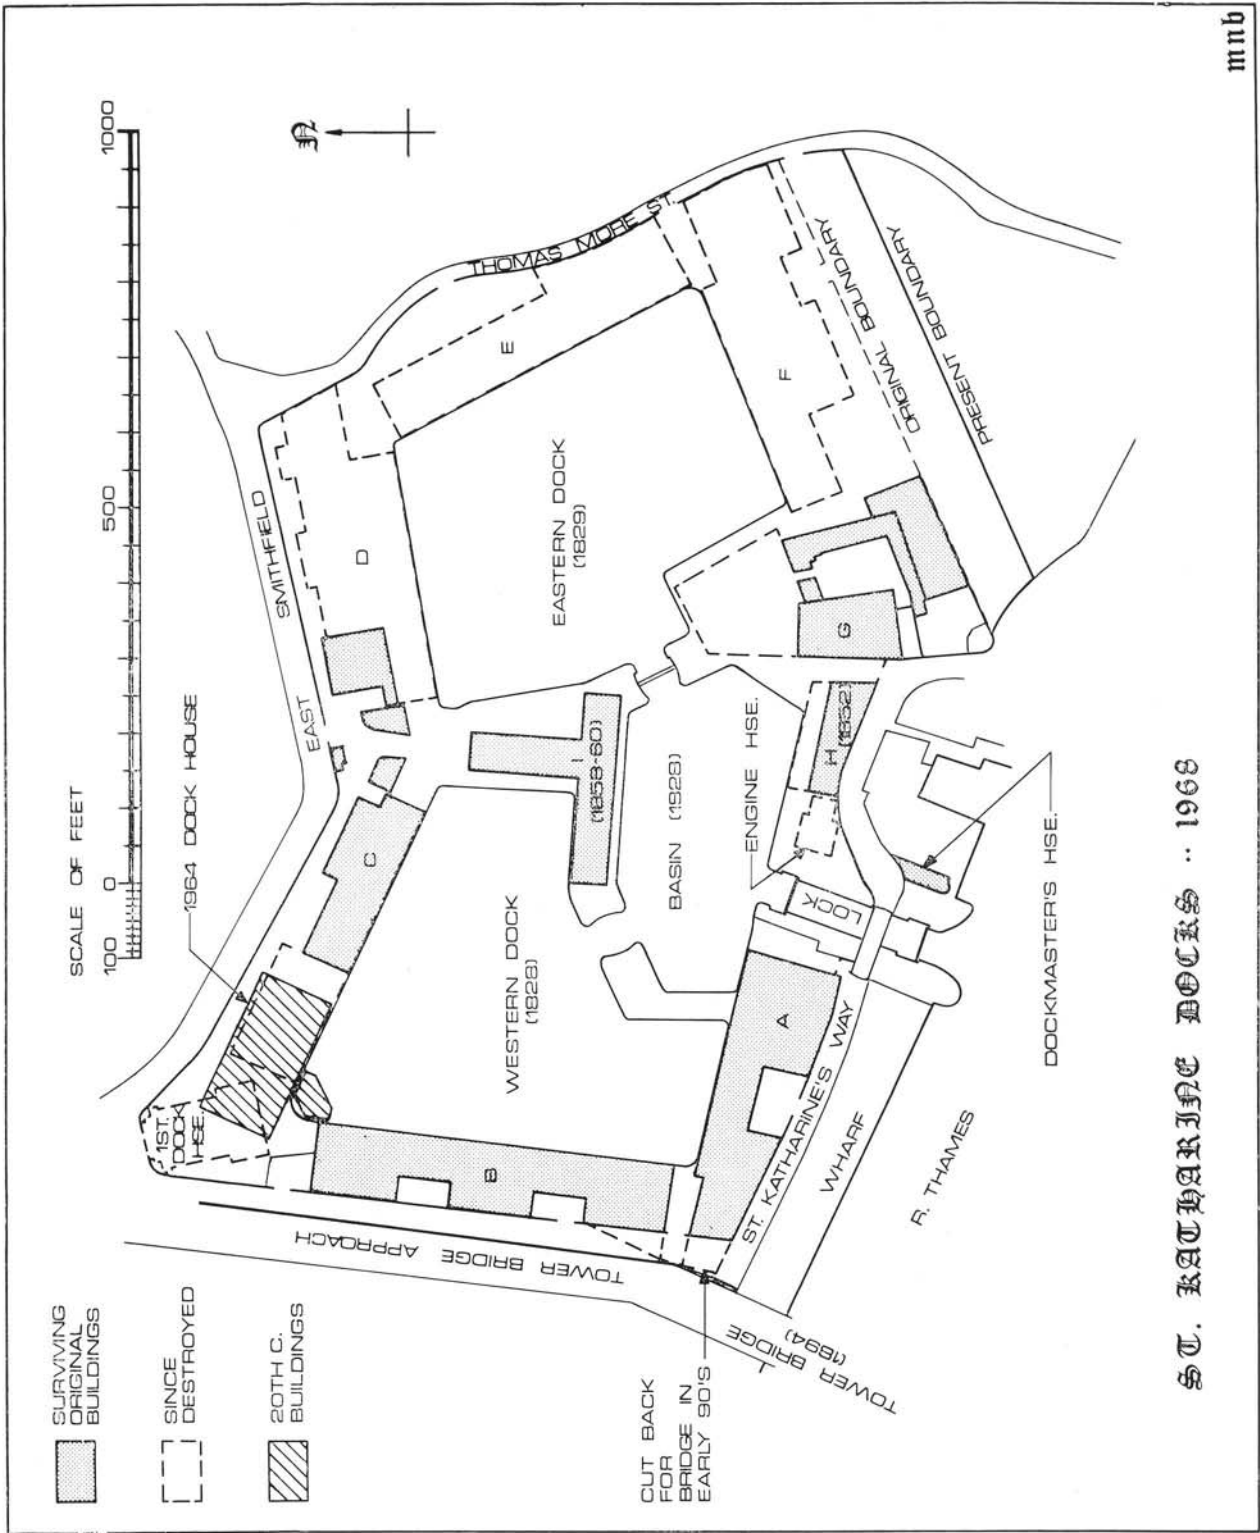 SURVIVING
ORIGINAL
BUILDINGS
SINCE
DESTROYED
20TH C.
BUILDINGS
SCALE OF FEET
100
0
500
1000
N
1964 DOCK HOUSE
1ST.
DOCK
HSE.
EAST SMITHFIELD
THOMAS MORE ST.
TOWER BRIDGE APPROACH
TOWER BRIDGE
(1894)
CUT BACK
FOR
BRIDGE IN
EARLY 90'S
WESTERN DOCK
(1828)
EASTERN DOCK
(1829)
BASIN (1928)
A
B
C
D
E
F
G
H
(1852)
I
(1858-60)
ENGINE HSE.
LOCK
ST. KATHARINE'S WAY
WHARF
R. THAMES
DOCKMASTER'S HSE.
ORIGINAL BOUNDARY
PRESENT BOUNDARY
ST. KATHARINE DOCKS :: 1968
mnb